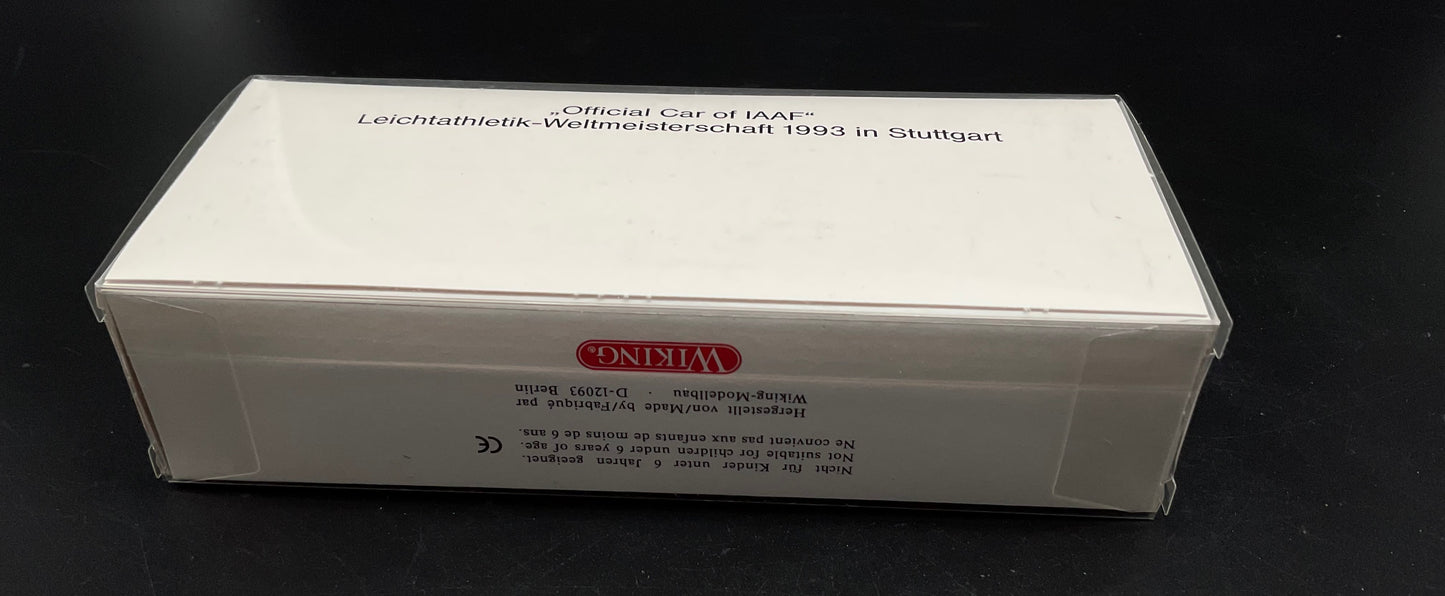 „Official Car of IAAF“
Leichtathletik-Weltmeisterschaft 1993 in Stuttgart
Nicht für Kinder unter 6 Jahren geeignet.
Not suitable for children under 6 years of age.
Ne convient pas aux enfants de moins de 6 ans.
CE
Hergestellt von/Made by/Fabriqué par
Wiking-Modellbau · D-12093 Berlin
WIKING®